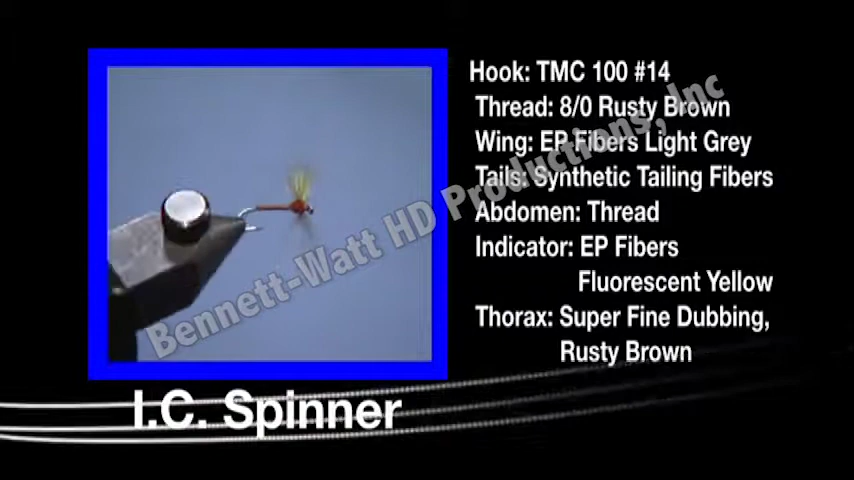 Hook: TMC 100 #14
Thread: 8/0 Rusty Brown
Wing: EP Fibers Light Grey
Tails: Synthetic Tailing Fibers
Abdomen: Thread
Indicator: EP Fibers
Fluorescent Yellow
Thorax: Super Fine Dubbing,
Rusty Brown
Bennett-Watt HD Productions, Inc
I.C. Spinner